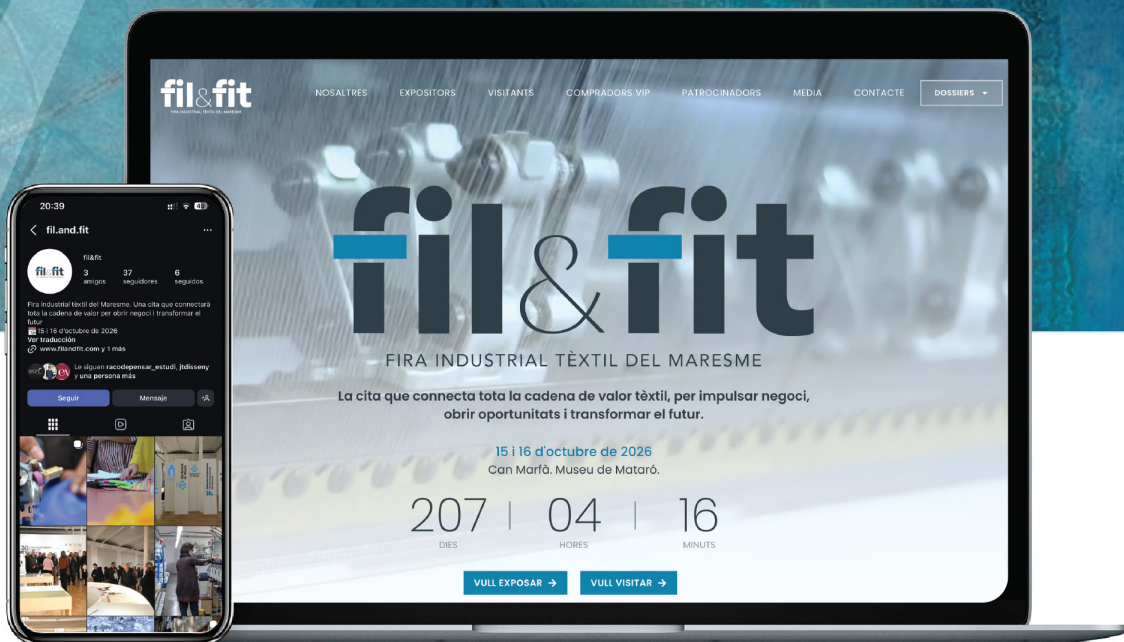 fil&fit
FIRA INDUSTRIAL TÈXTIL DEL MARESME
NOSALTRES
EXPOSITORS
VISITANTS
COMPRADORS VIP
PATROCINADORS
MEDIA
CONTACTE
DOSSIERS
fil&fit
FIRA INDUSTRIAL TÈXTIL DEL MARESME
La cita que connecta tota la cadena de valor tèxtil, per impulsar negoci,
obrir oportunitats i transformar el futur.
15 i 16 d'octubre de 2026
Can Marfà. Museu de Mataró.
207 | 04 | 16
DIES
HORES
MINUTS
VULL EXPOSAR →
VULL VISITAR →
20:39
fil.and.fit
fil&fit
fil&fit
3
37
6
amigos
seguidores
seguidos
Fira industrial tèxtil del Maresme. Una cita que connectarà
tota la cadena de valor per obrir negoci i transformar el
futur
15 i 16 d'octubre de 2026
Ver traducción
www.filandfit.com y 1 más
Le siguen racodepensar_estudi, jtdisseny
y una persona más
Seguir
Mensaje